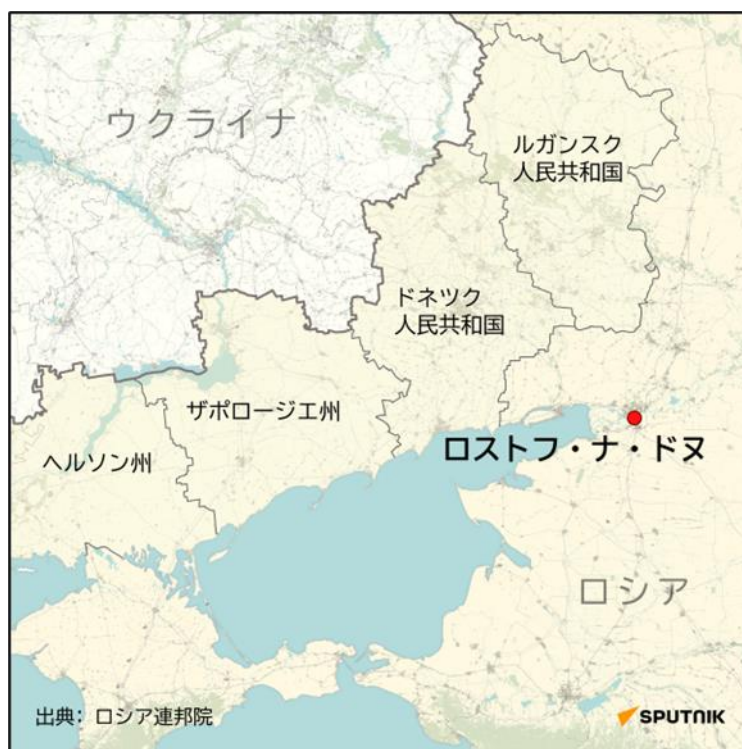 ウクライナ
ルガンスク
人民共和国
ドネツク
人民共和国
ザポロージエ州
ヘルソン州
ロストフ・ナ・ドヌ
ロシア
出典：ロシア連邦院
SPUTNIK